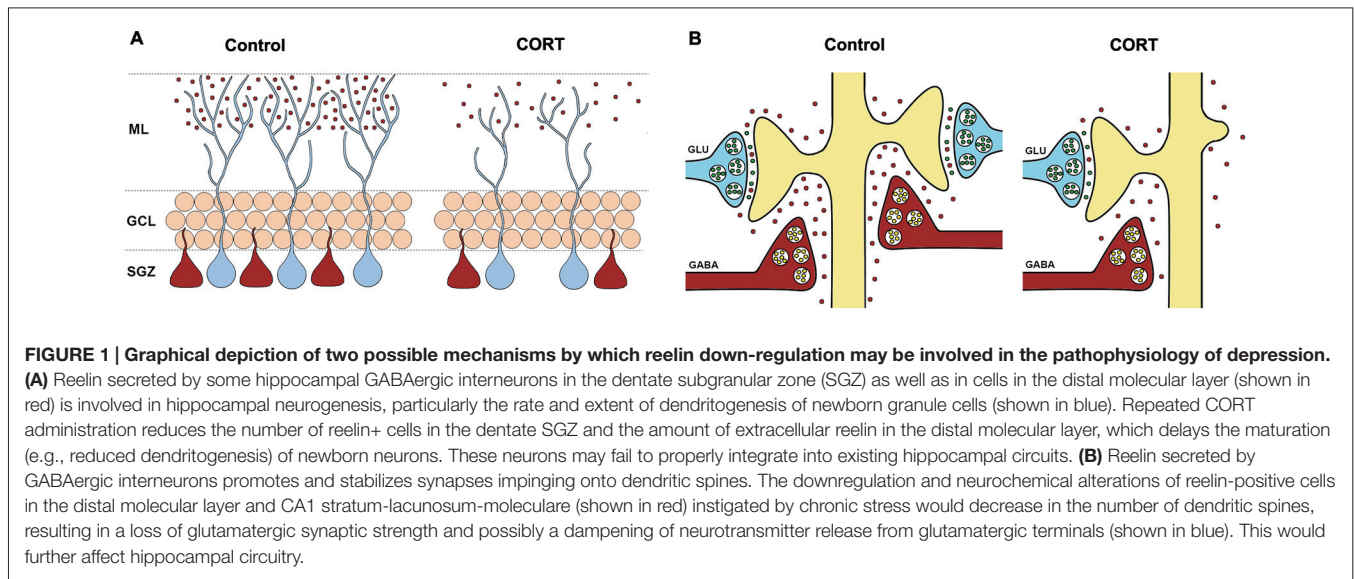 A
Control
CORT
ML
GCL
SGZ
B
Control
CORT
GLU
GABA
GLU
GABA
FIGURE 1 | Graphical depiction of two possible mechanisms by which reelin down-regulation may be involved in the pathophysiology of depression.
(A) Reelin secreted by some hippocampal GABAergic interneurons in the dentate subgranular zone (SGZ) as well as in cells in the distal molecular layer (shown in
red) is involved in hippocampal neurogenesis, particularly the rate and extent of dendritogenesis of newborn granule cells (shown in blue). Repeated CORT
administration reduces the number of reelin+ cells in the dentate SGZ and the amount of extracellular reelin in the distal molecular layer, which delays the maturation
(e.g., reduced dendritogenesis) of newborn neurons. These neurons may fail to properly integrate into existing hippocampal circuits. (B) Reelin secreted by
GABAergic interneurons promotes and stabilizes synapses impinging onto dendritic spines. The downregulation and neurochemical alterations of reelin-positive cells
in the distal molecular layer and CA1 stratum-lacunosum-moleculare (shown in red) instigated by chronic stress would decrease in the number of dendritic spines,
resulting in a loss of glutamatergic synaptic strength and possibly a dampening of neurotransmitter release from glutamatergic terminals (shown in blue). This would
further affect hippocampal circuitry.